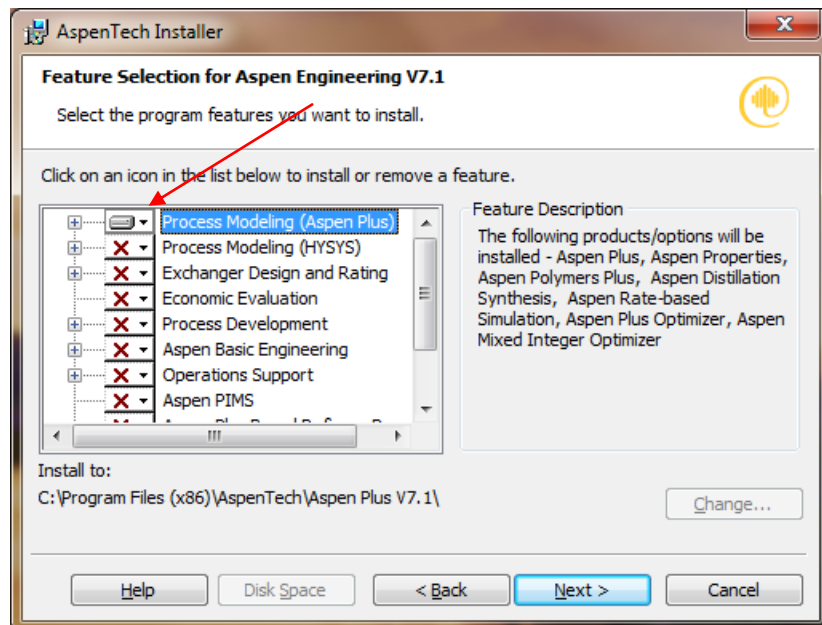 AspenTech Installer
Feature Selection for Aspen Engineering V7.1
Select the program features you want to install.
Click on an icon in the list below to install or remove a feature.
Process Modeling (Aspen Plus)
Process Modeling (HYSYS)
Exchanger Design and Rating
Economic Evaluation
Process Development
Aspen Basic Engineering
Operations Support
Aspen PIMS
Feature Description
The following products/options will be
installed - Aspen Plus, Aspen Properties,
Aspen Polymers Plus, Aspen Distillation
Synthesis, Aspen Rate-based
Simulation, Aspen Plus Optimizer, Aspen
Mixed Integer Optimizer
Install to:
C:\Program Files (x86)\AspenTech\Aspen Plus V7.1\
Change...
Help
Disk Space
< Back
Next >
Cancel